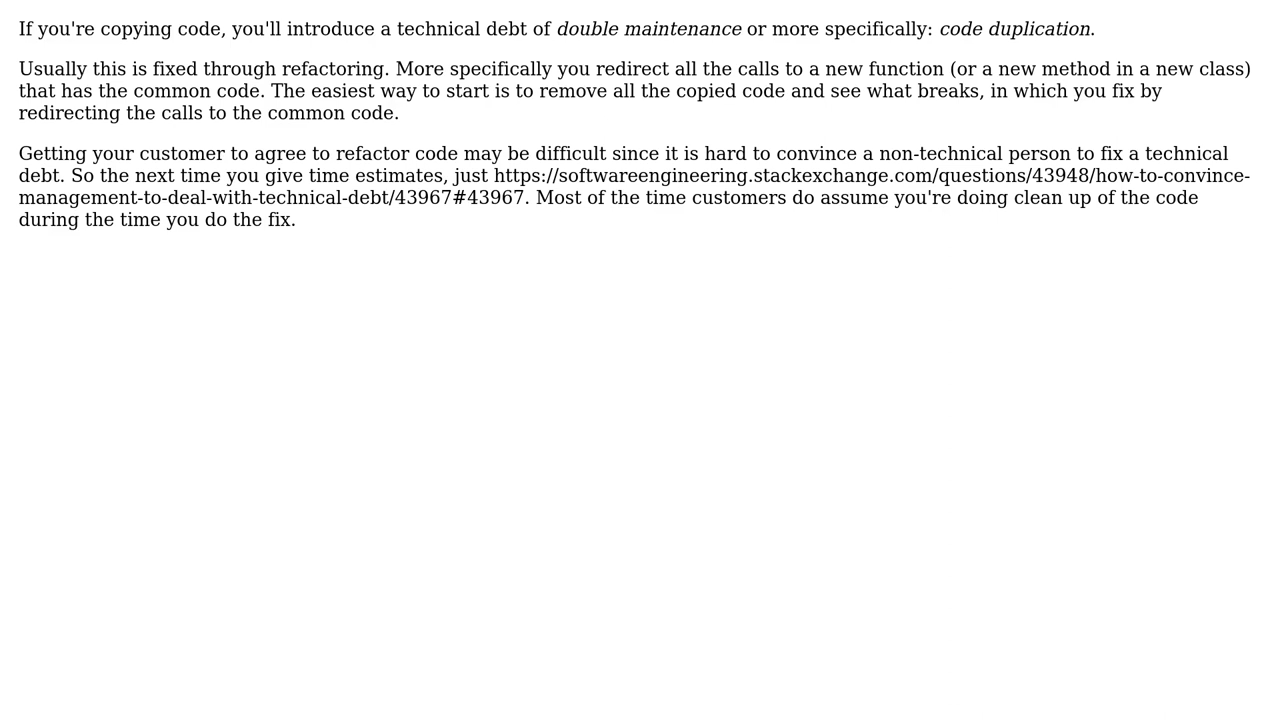 If you're copying code, you'll introduce a technical debt of double maintenance or more specifically: code duplication.
Usually this is fixed through refactoring. More specifically you redirect all the calls to a new function (or a new method in a new class)
that has the common code. The easiest way to start is to remove all the copied code and see what breaks, in which you fix by
redirecting the calls to the common code.
Getting your customer to agree to refactor code may be difficult since it is hard to convince a non-technical person to fix a technical
debt. So the next time you give time estimates, just https://softwareengineering.stackexchange.com/questions/43948/how-to-convince-
management-to-deal-with-technical-debt/43967#43967. Most of the time customers do assume you're doing clean up of the code
during the time you do the fix.